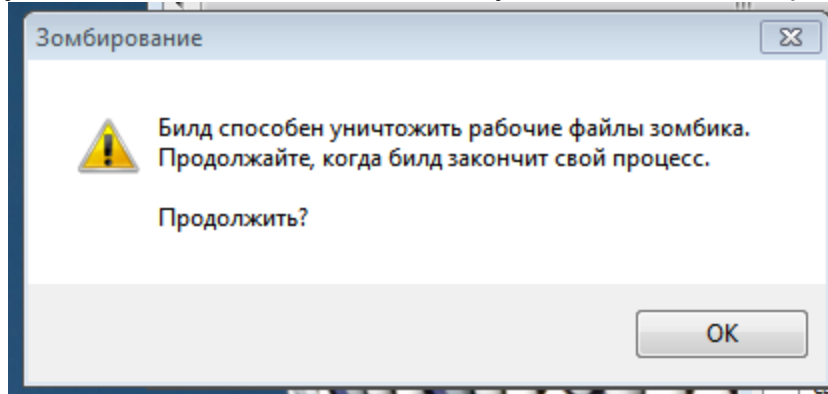 Зомбирование
Билд способен уничтожить рабочие файлы зомбика.
Продолжайте, когда билд закончит свой процесс.
Продолжить?
OK